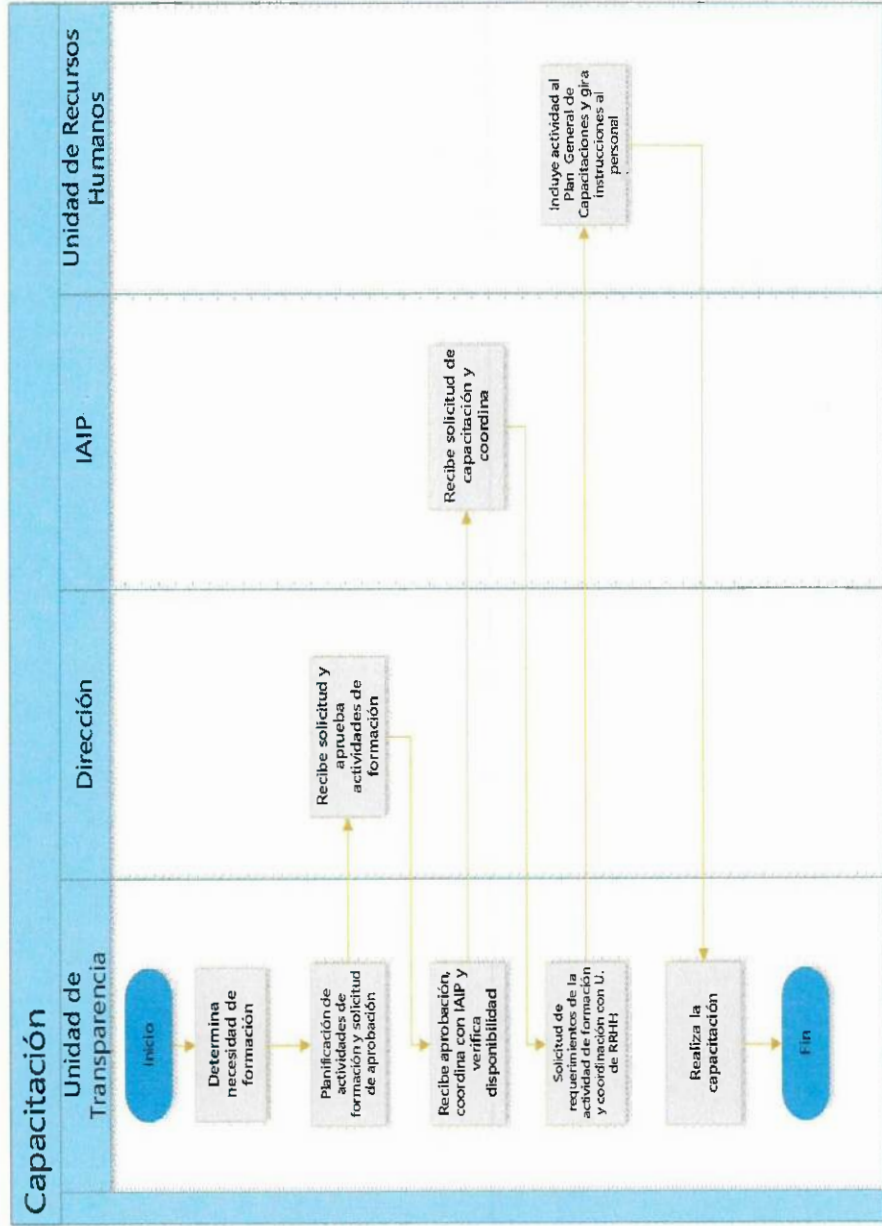 Capacitación
Unidad de
Transparencia
Dirección
IAIP
Unidad de Recursos
Humanos
Inicio
Determina
necesidad de
formación
Planificación de
actividades de
formación y solicitud
de aprobación
Recibe solicitud y
aprueba
actividades de
formación
Recibe aprobación,
coordina con IAIP y
verifica
disponibilidad
Recibe solicitud de
capacitación y
coordina
Solicitud de
requerimientos de la
actividad de formación
y coordinación con U.
de RRHH
Incluye actividad al
Plan General de
Capacitaciones y gira
instrucciones al
personal
Realiza la
capacitación
Fin